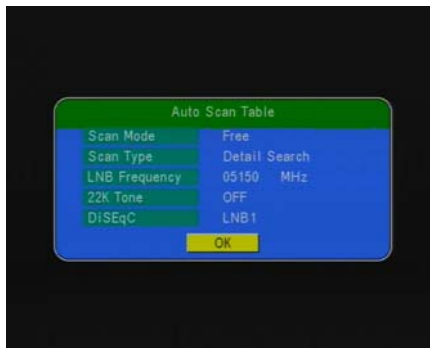 Auto Scan Table
Scan Mode Free
Scan Type Detail Search
LNB Frequency 05150 MHz
22K Tone OFF
DiSEqC LNB1
OK